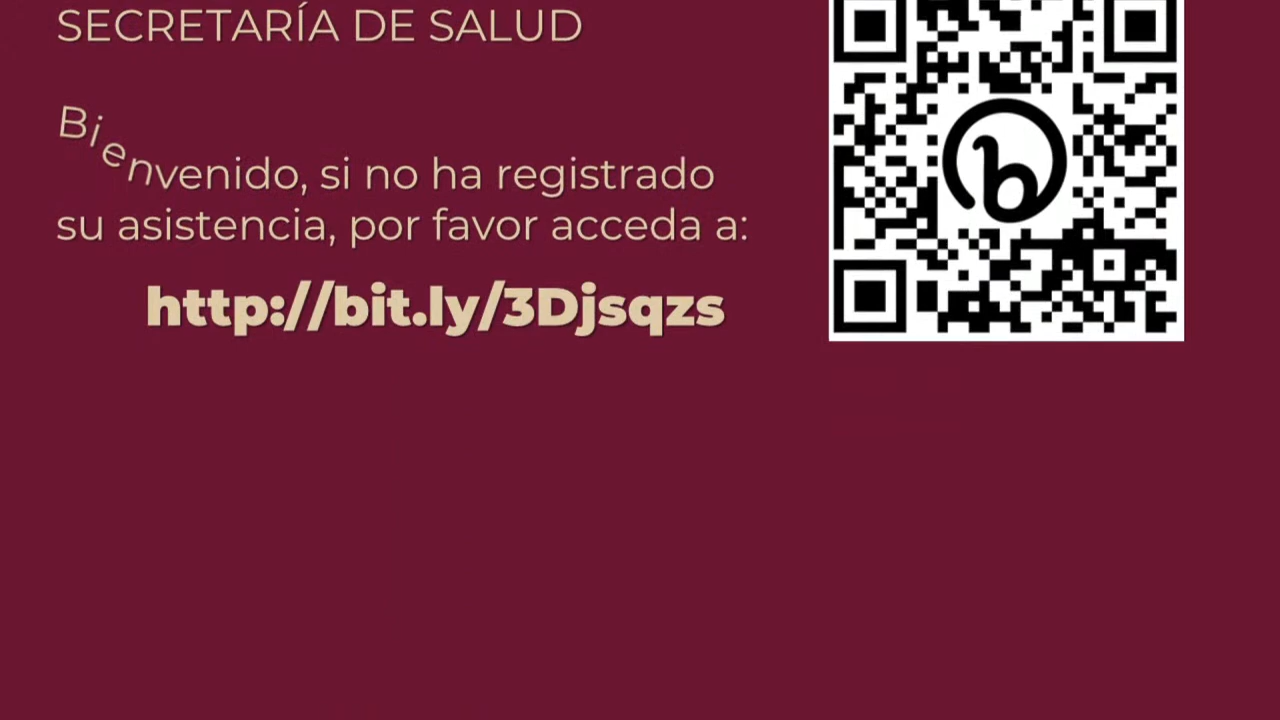 SECRETARÍA DE SALUD
Bienvenido, si no ha registrado
su asistencia, por favor acceda a:
http://bit.ly/3Djsqzs
b